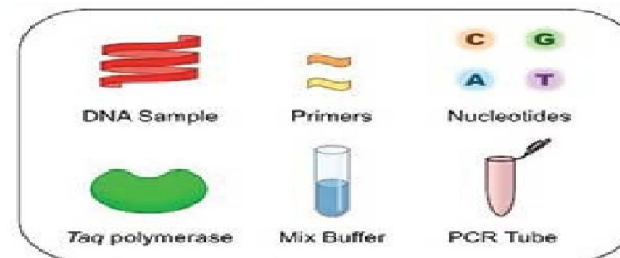 C G
A T
DNA Sample Primers Nucleotides
Taq polymerase Mix Buffer PCR Tube